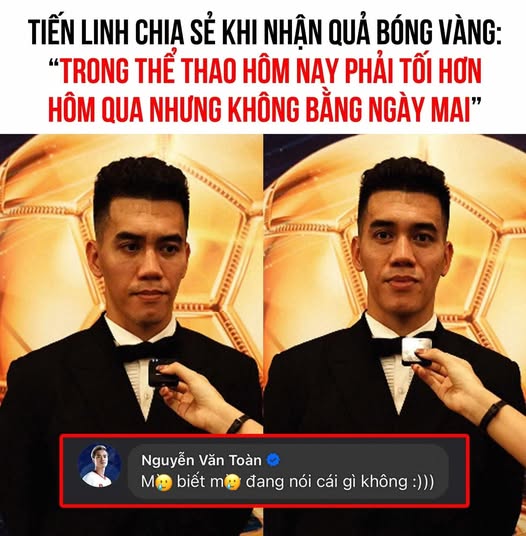 TIẾN LINH CHIA SẺ KHI NHẬN QUẢ BÓNG VÀNG:
“TRONG THỂ THAO HÔM NAY PHẢI TỐI HƠN
HÔM QUA NHƯNG KHÔNG BẰNG NGÀY MAI”
Nguyễn Văn Toàn
M🥲 biết m🥲 đang nói cái gì không :)))